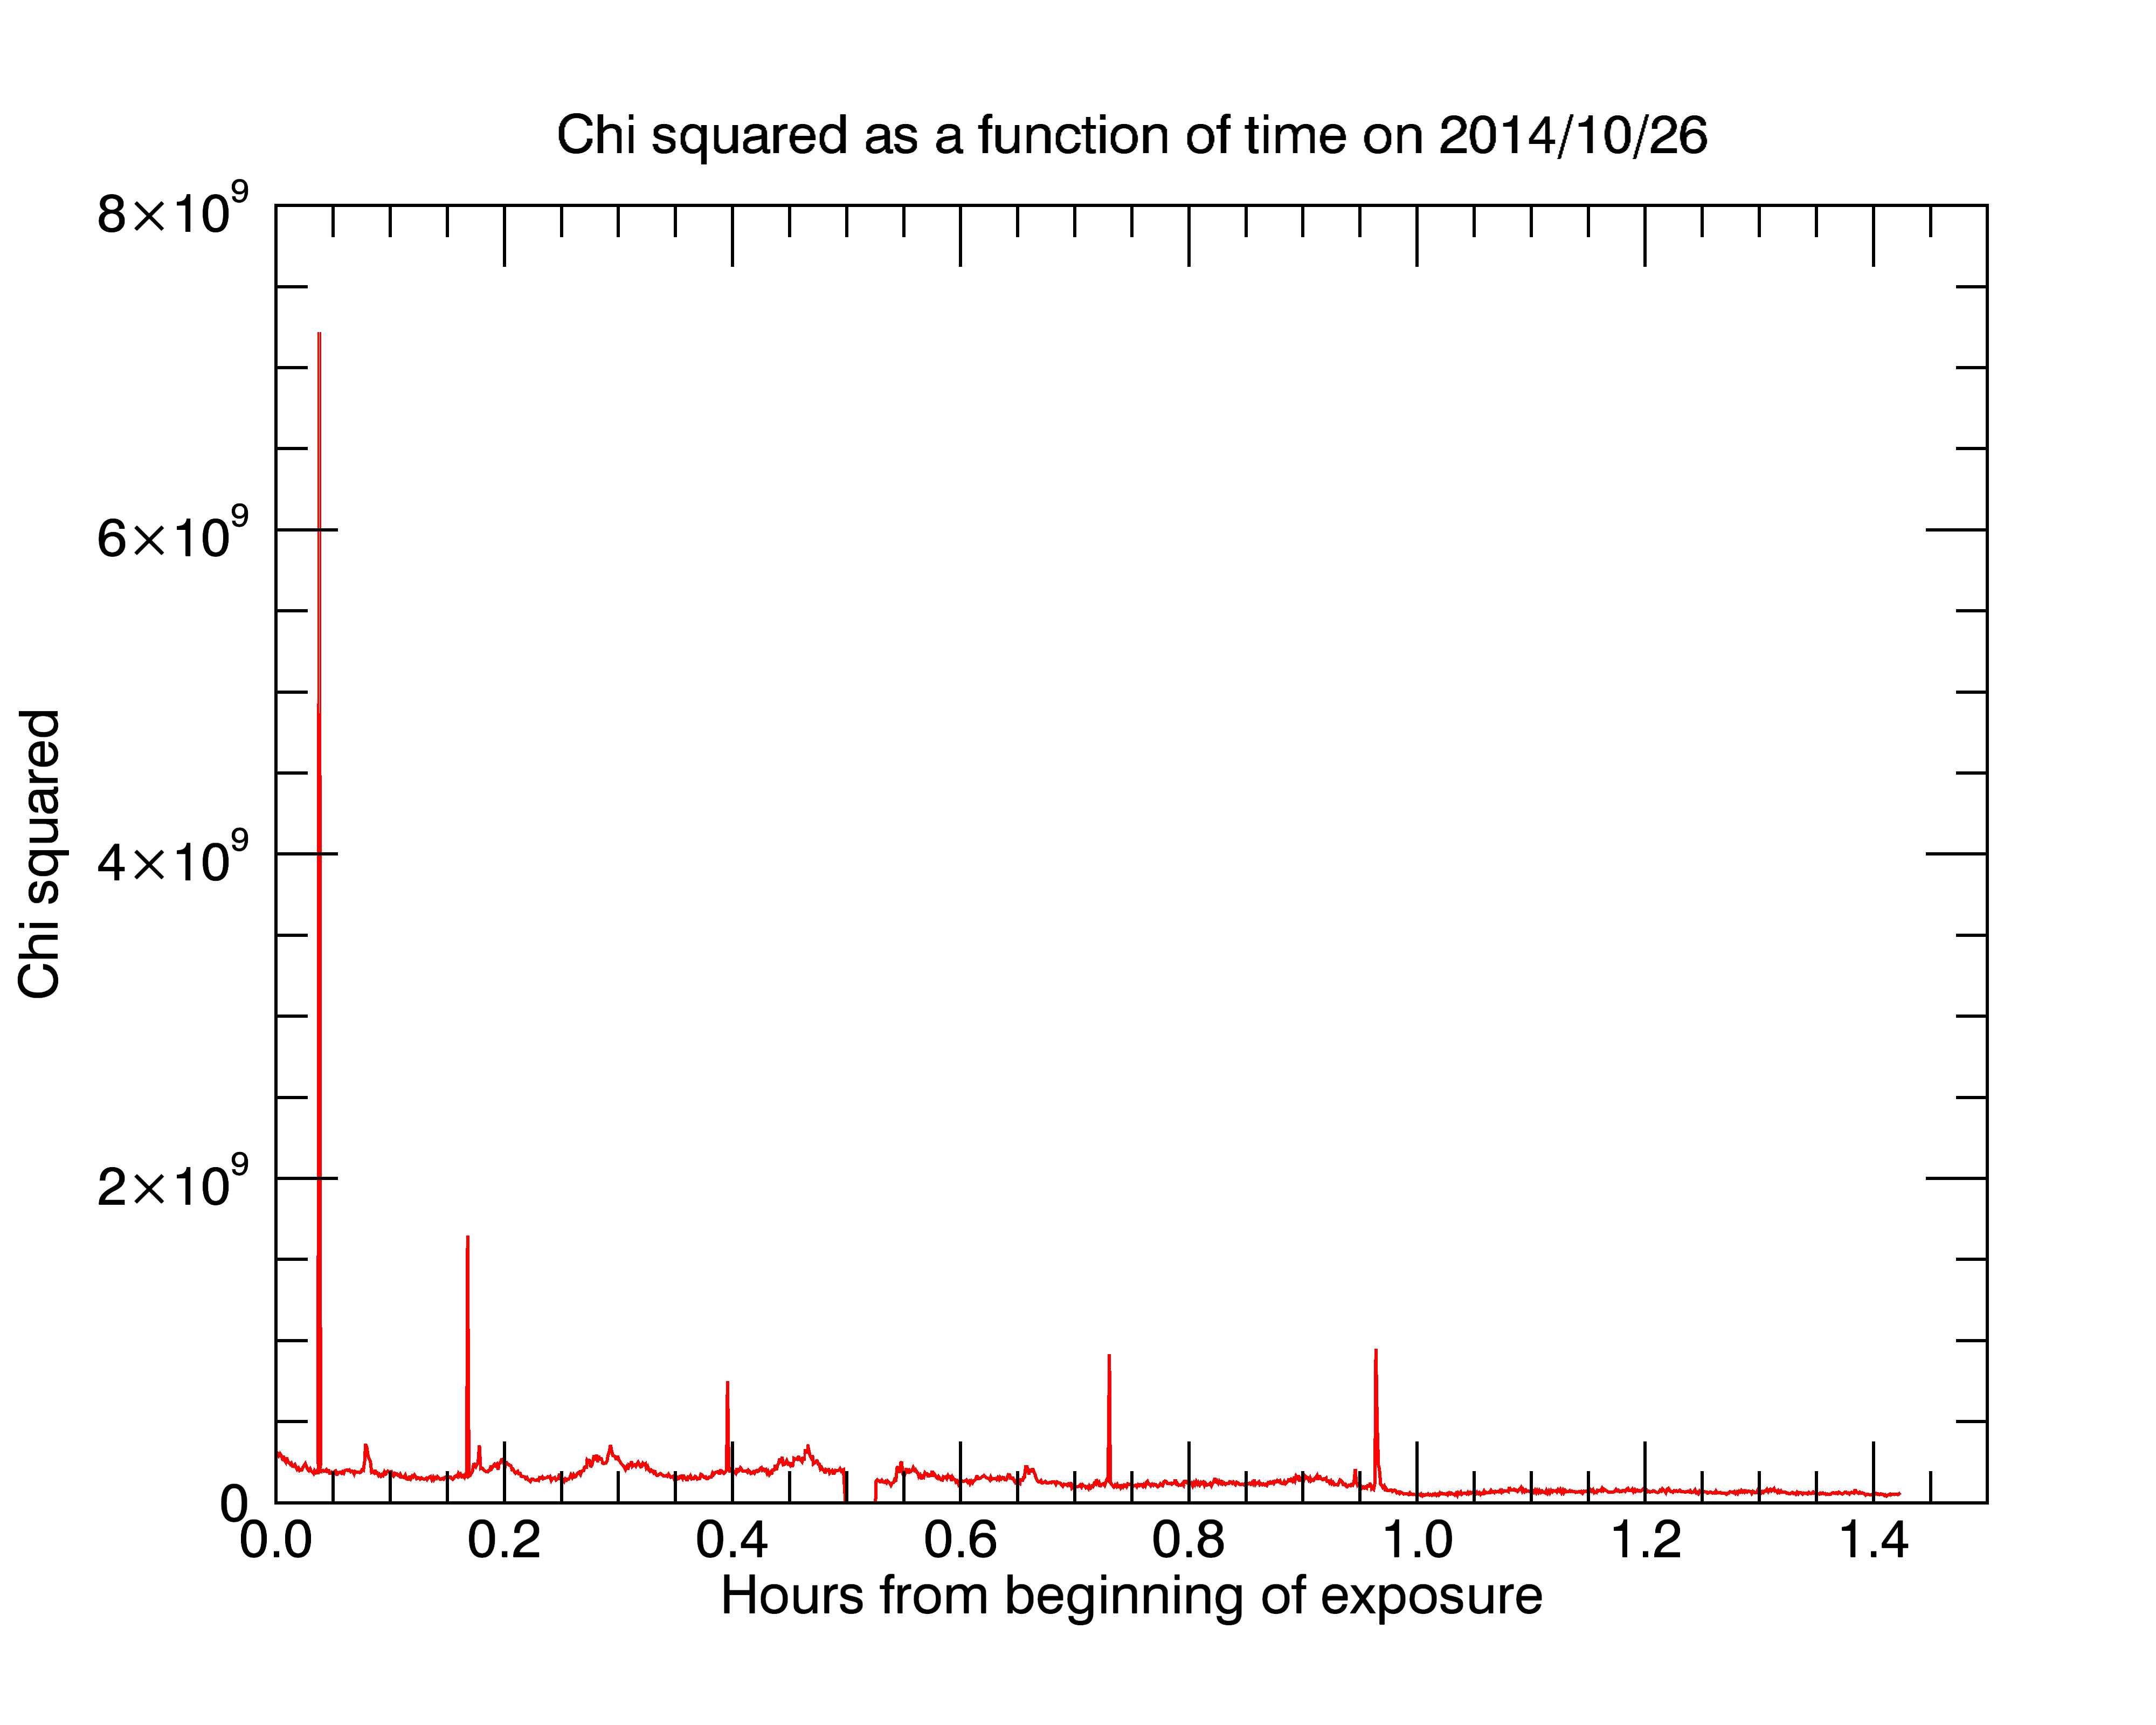 Chi squared as a function of time on 2014/10/26
8×10⁹
6×10⁹
4×10⁹
2×10⁹
0
Chi squared
0.0 0.2 0.4 0.6 0.8 1.0 1.2 1.4
Hours from beginning of exposure